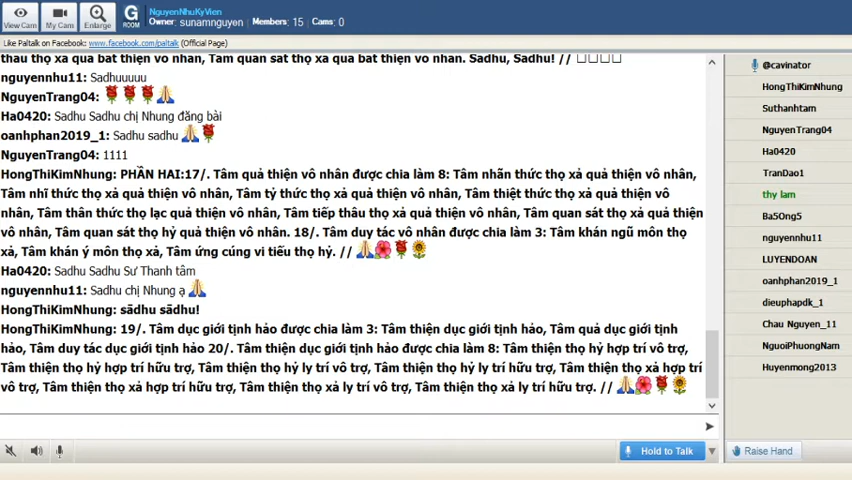 NguyenNhuKyVien
Owner: sunamnguyen Members: 15 Cams: 0
View Cam
My Cam
Enlarge
G
ROOM
Like Paltalk on Facebook: www.facebook.com/paltalk (Official Page)
thâu thọ xả quả bất thiện vô nhân, Tâm quan sát thọ xả quả bất thiện vô nhân. Sadhu, Sadhu! //
nguyennhu11: Sadhuuuuu
NguyenTrang04:
Ha0420: Sadhu Sadhu chị Nhung đăng bài
oanhphan2019_1: Sadhu sadhu
NguyenTrang04: 1111
HongThiKimNhung: PHẦN HAI:17/. Tâm quả thiện vô nhân được chia làm 8: Tâm nhãn thức thọ xả quả thiện vô nhân,
Tâm nhĩ thức thọ xả quả thiện vô nhân, Tâm tỷ thức thọ xả quả thiện vô nhân, Tâm thiệt thức thọ xả quả thiện vô
nhân, Tâm thân thức thọ lạc quả thiện vô nhân, Tâm tiếp thâu thọ xả quả thiện vô nhân, Tâm quan sát thọ xả quả thiện
vô nhân, Tâm quan sát thọ hỷ quả thiện vô nhân. 18/. Tâm duy tác vô nhân được chia làm 3: Tâm khán ngũ môn thọ
xả, Tâm khán ý môn thọ xả, Tâm ứng cúng vi tiếu thọ hỷ. //
Ha0420: Sadhu Sadhu Sư Thanh tâm
nguyennhu11: Sadhu chị Nhung ạ
HongThiKimNhung: sādhu sādhu!
HongThiKimNhung: 19/. Tâm dục giới tịnh hảo được chia làm 3: Tâm thiện dục giới tịnh hảo, Tâm quả dục giới tịnh
hảo, Tâm duy tác dục giới tịnh hảo 20/. Tâm thiện dục giới tịnh hảo được chia làm 8: Tâm thiện thọ hỷ hợp trí vô trợ,
Tâm thiện thọ hỷ hợp trí hữu trợ, Tâm thiện thọ hỷ ly trí vô trợ, Tâm thiện thọ hỷ ly trí hữu trợ, Tâm thiện thọ xả hợp trí
vô trợ, Tâm thiện thọ xả hợp trí hữu trợ, Tâm thiện thọ xả ly trí vô trợ, Tâm thiện thọ xả ly trí hữu trợ. //
@cavinator
HongThiKimNhung
Suthanhtam
NguyenTrang04
Ha0420
TranDao1
thy lam
Ba5Ong5
nguyennhu11
LUYENDOAN
oanhphan2019_1
dieuphapdk_1
Chau Nguyen_11
NguoiPhuongNam
Huyenmong2013
Hold to Talk
Raise Hand